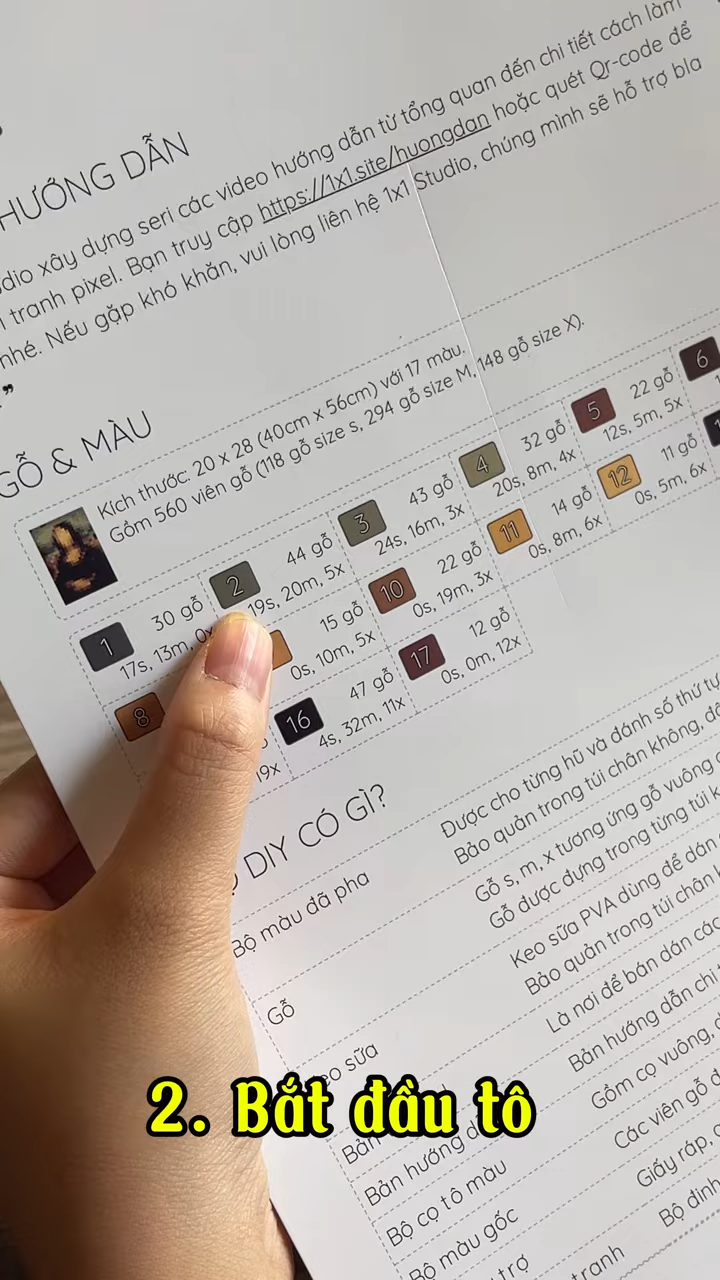 HƯỚNG DẪN
dio xây dựng seri các video hướng dẫn từ tổng quan đến chi tiết cách làm
tranh pixel. Bạn truy cập https://1x1.site/huongdan hoặc quét Qr-code để
nhé. Nếu gặp khó khăn, vui lòng liên hệ 1x1 Studio, chúng mình sẽ hỗ trợ
GỖ & MÀU
Kích thước: 20 x 28 (40cm x 56cm) với 17 màu.
Gồm 560 viên gỗ (118 gỗ size s, 294 gỗ size M, 148 gỗ size X).
1 30 gỗ
17s, 13m, 0x
2 44 gỗ
19s, 20m, 5x
3 43 gỗ
24s, 16m, 3x
4 32 gỗ
20s, 8m, 4x
5 22 gỗ
12s, 5m, 5x
6
8
15 gỗ
0s, 10m, 5x
10 22 gỗ
0s, 19m, 3x
11 14 gỗ
0s, 8m, 6x
12 11 gỗ
0s, 5m, 6x
19x
16 47 gỗ
4s, 32m, 11x
17 12 gỗ
0s, 0m, 12x
DIY CÓ GÌ?
Bộ màu đã pha
Được cho từng hũ và đánh số thứ tự
Bảo quản trong túi chân không,
Gỗ
Gỗ s, m, x tương ứng gỗ vuông
Gỗ được đựng trong từng túi
sữa
Keo sữa PVA dùng để dán
Bảo quản trong túi chân
Là nơi để bán dán các
Bản hướng
Bản hướng dẫn chi
Bộ cọ tô màu
Gồm cọ vuông,
Bộ màu gốc
Các viên gỗ
trợ
Giấy ráp,
tranh
Bộ đinh
2. Bắt đầu tô